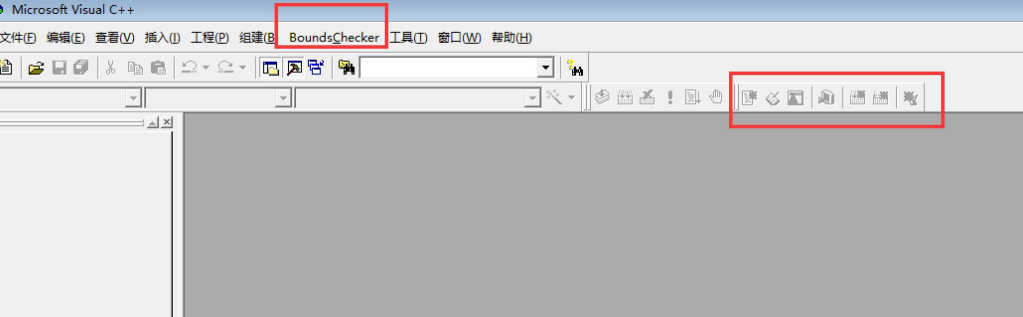 Microsoft Visual C++
文件(F) 编辑(E) 查看(V) 插入(I) 工程(P) 组建(B BoundsChecker 工具(T) 窗口(W) 帮助(H)